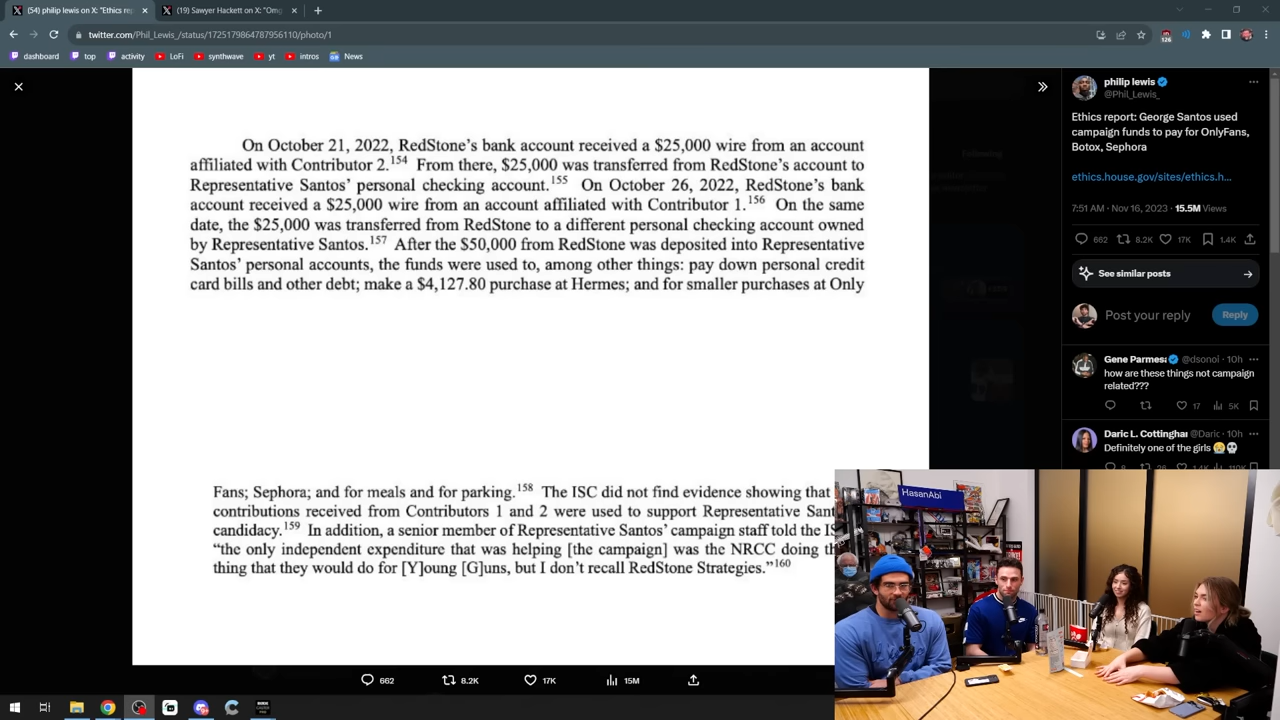 (54) philip lewis on X: "Ethics rep
(19) Sawyer Hackett on X: "Omg
twitter.com/Phil_Lewis_/status/1725179864787956110/photo/1
126
dashboard
top
activity
LoFi
synthwave
yt
intros
News
On October 21, 2022, RedStone's bank account received a $25,000 wire from an account
affiliated with Contributor 2.154 From there, $25,000 was transferred from RedStone's account to
Representative Santos' personal checking account.155 On October 26, 2022, RedStone's bank
account received a $25,000 wire from an account affiliated with Contributor 1.156 On the same
date, the $25,000 was transferred from RedStone to a different personal checking account owned
by Representative Santos.157 After the $50,000 from RedStone was deposited into Representative
Santos' personal accounts, the funds were used to, among other things: pay down personal credit
card bills and other debt; make a $4,127.80 purchase at Hermes; and for smaller purchases at Only
Fans; Sephora; and for meals and for parking.158 The ISC did not find evidence showing that
contributions received from Contributors 1 and 2 were used to support Representative Sant
candidacy.159 In addition, a senior member of Representative Santos' campaign staff told the IS
"the only independent expenditure that was helping [the campaign] was the NRCC doing th
thing that they would do for [Y]oung [G]uns, but I don't recall RedStone Strategies."160
662
8.2K
17K
15M
philip lewis
@Phil_Lewis_
Ethics report: George Santos used
campaign funds to pay for OnlyFans,
Botox, Sephora
ethics.house.gov/sites/ethics.h...
7:51 AM · Nov 16, 2023 · 15.5M Views
662
8.2K
17K
1.4K
See similar posts
Post your reply
Reply
Gene Parmesa @dsonol · 10h
how are these things not campaign
related???
17
5K
Daric L. Cottinghar @Daric · 10h
Definitely one of the girls 😭💀
Following
HasanAbi